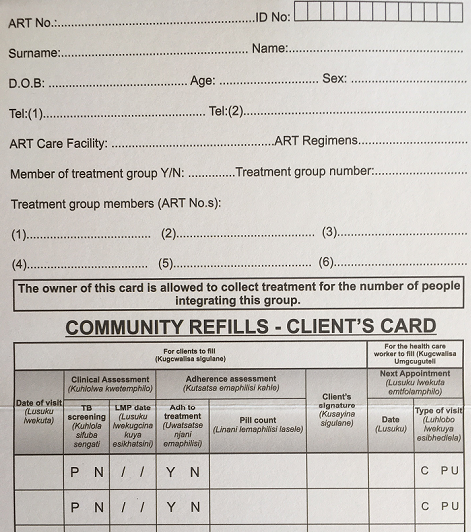 ART No.:.......................................................ID No:
Surname:.................................................... Name:................................................
D.O.B: ....................................... Age:........................... Sex:..............................
Tel:(1)............................................... Tel:(2)..................................................
ART Care Facility: ..............................................ART Regimens...............................
Member of treatment group Y/N: .............Treatment group number:..........................
Treatment group members (ART No.s):
(1).................................. (2).................................. (3)..................................
(4).................................. (5).................................. (6)..................................
The owner of this card is allowed to collect treatment for the number of people
integrating this group.
COMMUNITY REFILLS - CLIENT'S CARD
For clients to fill
(Kugcwalisa sigulane)
For the health care
worker to fill (Kugcwalisa
Umgcuguteli
Date of visit
(Lusuku
lwekuta)
Clinical Assessment
(Kuhlolwa kwetemphilo)
Adherence assessment
(Kutsatsa emaphilisi kahle)
Client's
signature
(Kusayina
sigulane)
Next Appointment
(Lusuku lwekuta
emtfolamphilo)
TB
screening
(Kuhlola
sifuba
sengati
LMP date
(Lusuku
lwekugcina
kuya
esikhatsini)
Adh to
treatment
(Uwatsatse
njani
emaphilisi)
Pill count
(Linani lemaphilisi lasele)
Date
(Lusuku)
Type of visit
(Luhlobo
lwekuya
esibhedlela)
P N / / Y N C PU
P N / / Y N C PU